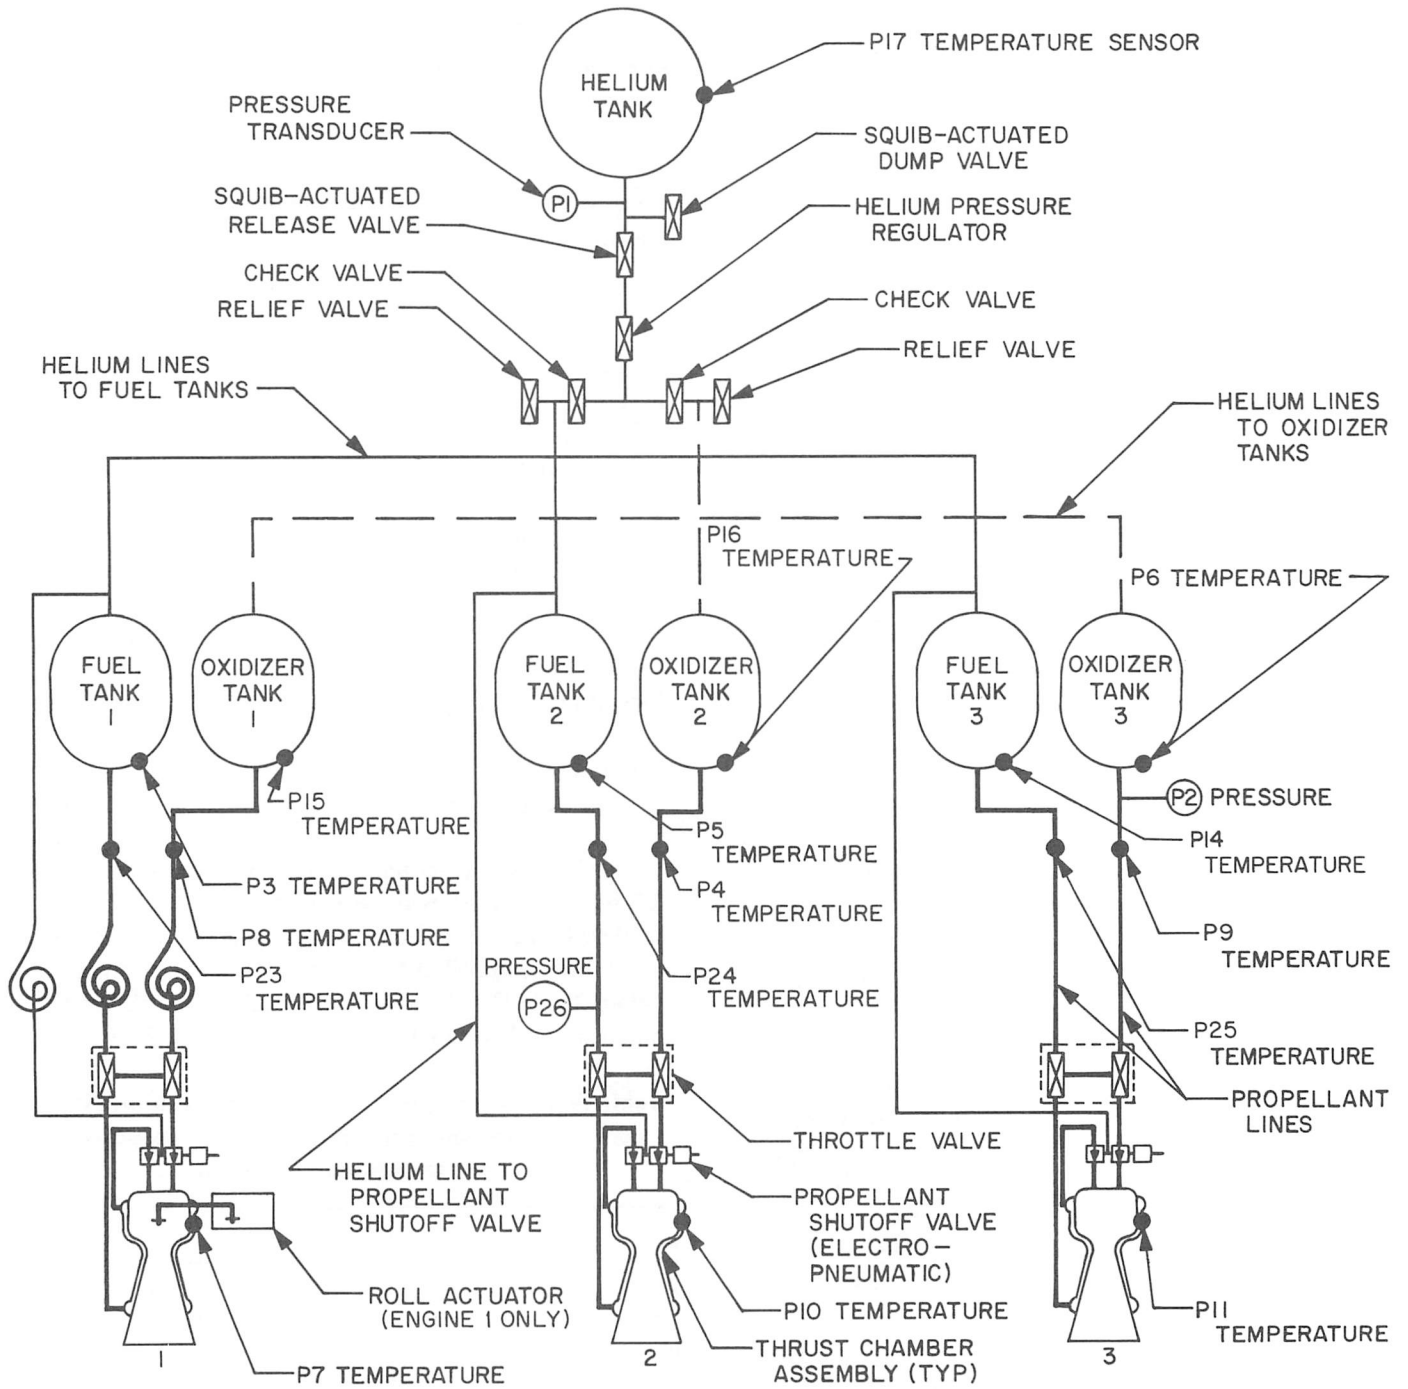 HELIUM
TANK
P17 TEMPERATURE SENSOR
PRESSURE
TRANSDUCER
SQUIB-ACTUATED
DUMP VALVE
P1
SQUIB-ACTUATED
RELEASE VALVE
HELIUM PRESSURE
REGULATOR
CHECK VALVE
RELIEF VALVE
CHECK VALVE
RELIEF VALVE
HELIUM LINES
TO FUEL TANKS
HELIUM LINES
TO OXIDIZER
TANKS
P16
TEMPERATURE
P6 TEMPERATURE
FUEL
TANK
1
OXIDIZER
TANK
1
FUEL
TANK
2
OXIDIZER
TANK
2
FUEL
TANK
3
OXIDIZER
TANK
3
P15
TEMPERATURE
P2 PRESSURE
P5
TEMPERATURE
P14
TEMPERATURE
P3 TEMPERATURE
P4
TEMPERATURE
P8 TEMPERATURE
P9
TEMPERATURE
P23
TEMPERATURE
PRESSURE
P26
P24
TEMPERATURE
P25
TEMPERATURE
PROPELLANT
LINES
THROTTLE VALVE
HELIUM LINE TO
PROPELLANT
SHUTOFF VALVE
PROPELLANT
SHUTOFF VALVE
(ELECTRO-
PNEUMATIC)
ROLL ACTUATOR
(ENGINE 1 ONLY)
P10 TEMPERATURE
P11
TEMPERATURE
THRUST CHAMBER
ASSEMBLY (TYP)
P7 TEMPERATURE
1
2
3